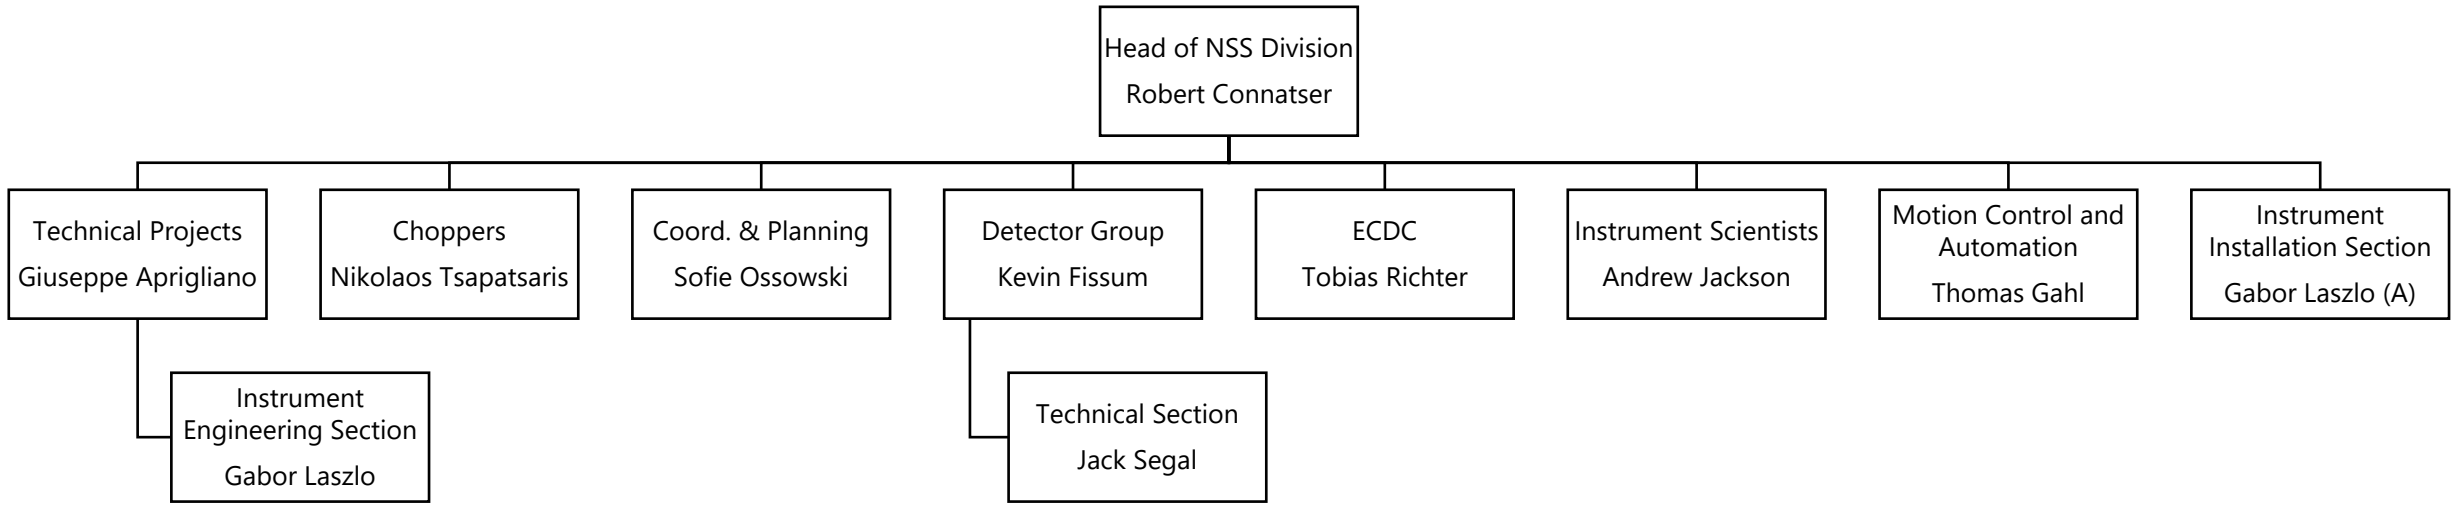 Head of NSS Division
Robert Connatser
Technical Projects
Giuseppe Aprigliano
Choppers
Nikolaos Tsapatsaris
Coord. & Planning
Sofie Ossowski
Detector Group
Kevin Fissum
ECDC
Tobias Richter
Instrument Scientists
Andrew Jackson
Motion Control and
Automation
Thomas Gahl
Instrument
Installation Section
Gabor Laszlo (A)
Instrument
Engineering Section
Gabor Laszlo
Technical Section
Jack Segal